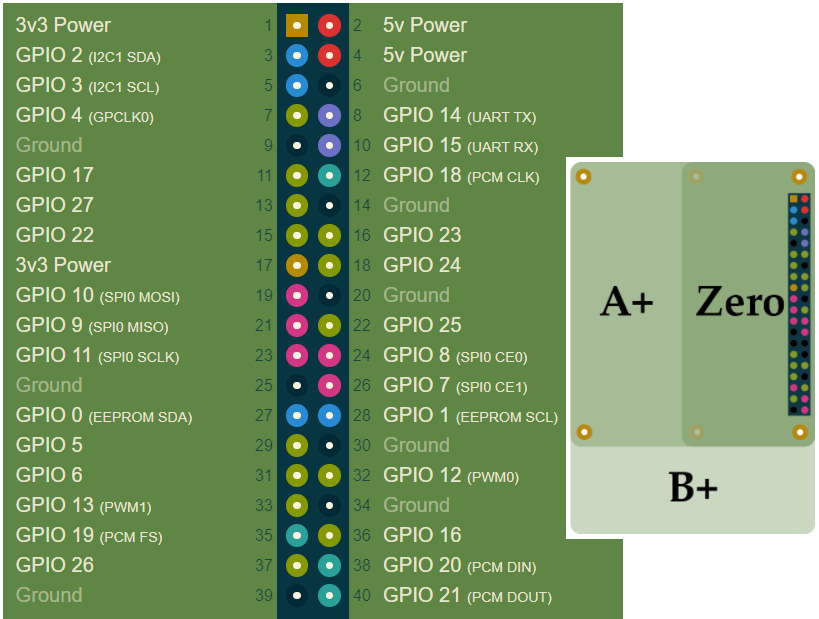 3v3 Power 1 2 5v Power
GPIO 2 (I2C1 SDA) 3 4 5v Power
GPIO 3 (I2C1 SCL) 5 6 Ground
GPIO 4 (GPCLK0) 7 8 GPIO 14 (UART TX)
Ground 9 10 GPIO 15 (UART RX)
GPIO 17 11 12 GPIO 18 (PCM CLK)
GPIO 27 13 14 Ground
GPIO 22 15 16 GPIO 23
3v3 Power 17 18 GPIO 24
GPIO 10 (SPI0 MOSI) 19 20 Ground
GPIO 9 (SPI0 MISO) 21 22 GPIO 25
GPIO 11 (SPI0 SCLK) 23 24 GPIO 8 (SPI0 CE0)
Ground 25 26 GPIO 7 (SPI0 CE1)
GPIO 0 (EEPROM SDA) 27 28 GPIO 1 (EEPROM SCL)
GPIO 5 29 30 Ground
GPIO 6 31 32 GPIO 12 (PWM0)
GPIO 13 (PWM1) 33 34 Ground
GPIO 19 (PCM FS) 35 36 GPIO 16
GPIO 26 37 38 GPIO 20 (PCM DIN)
Ground 39 40 GPIO 21 (PCM DOUT)
A+ Zero
B+